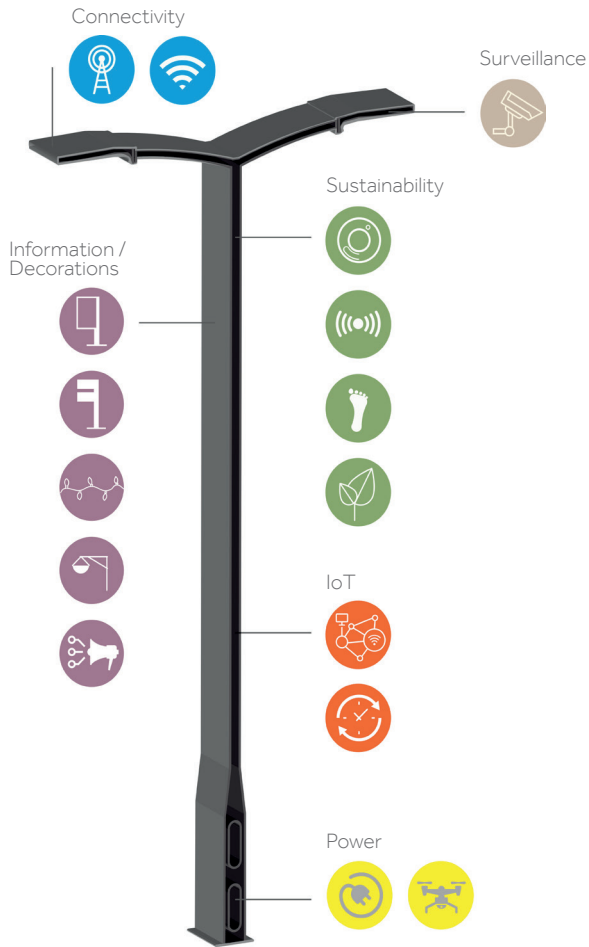 Connectivity
Surveillance
Sustainability
Information /
Decorations
IoT
Power